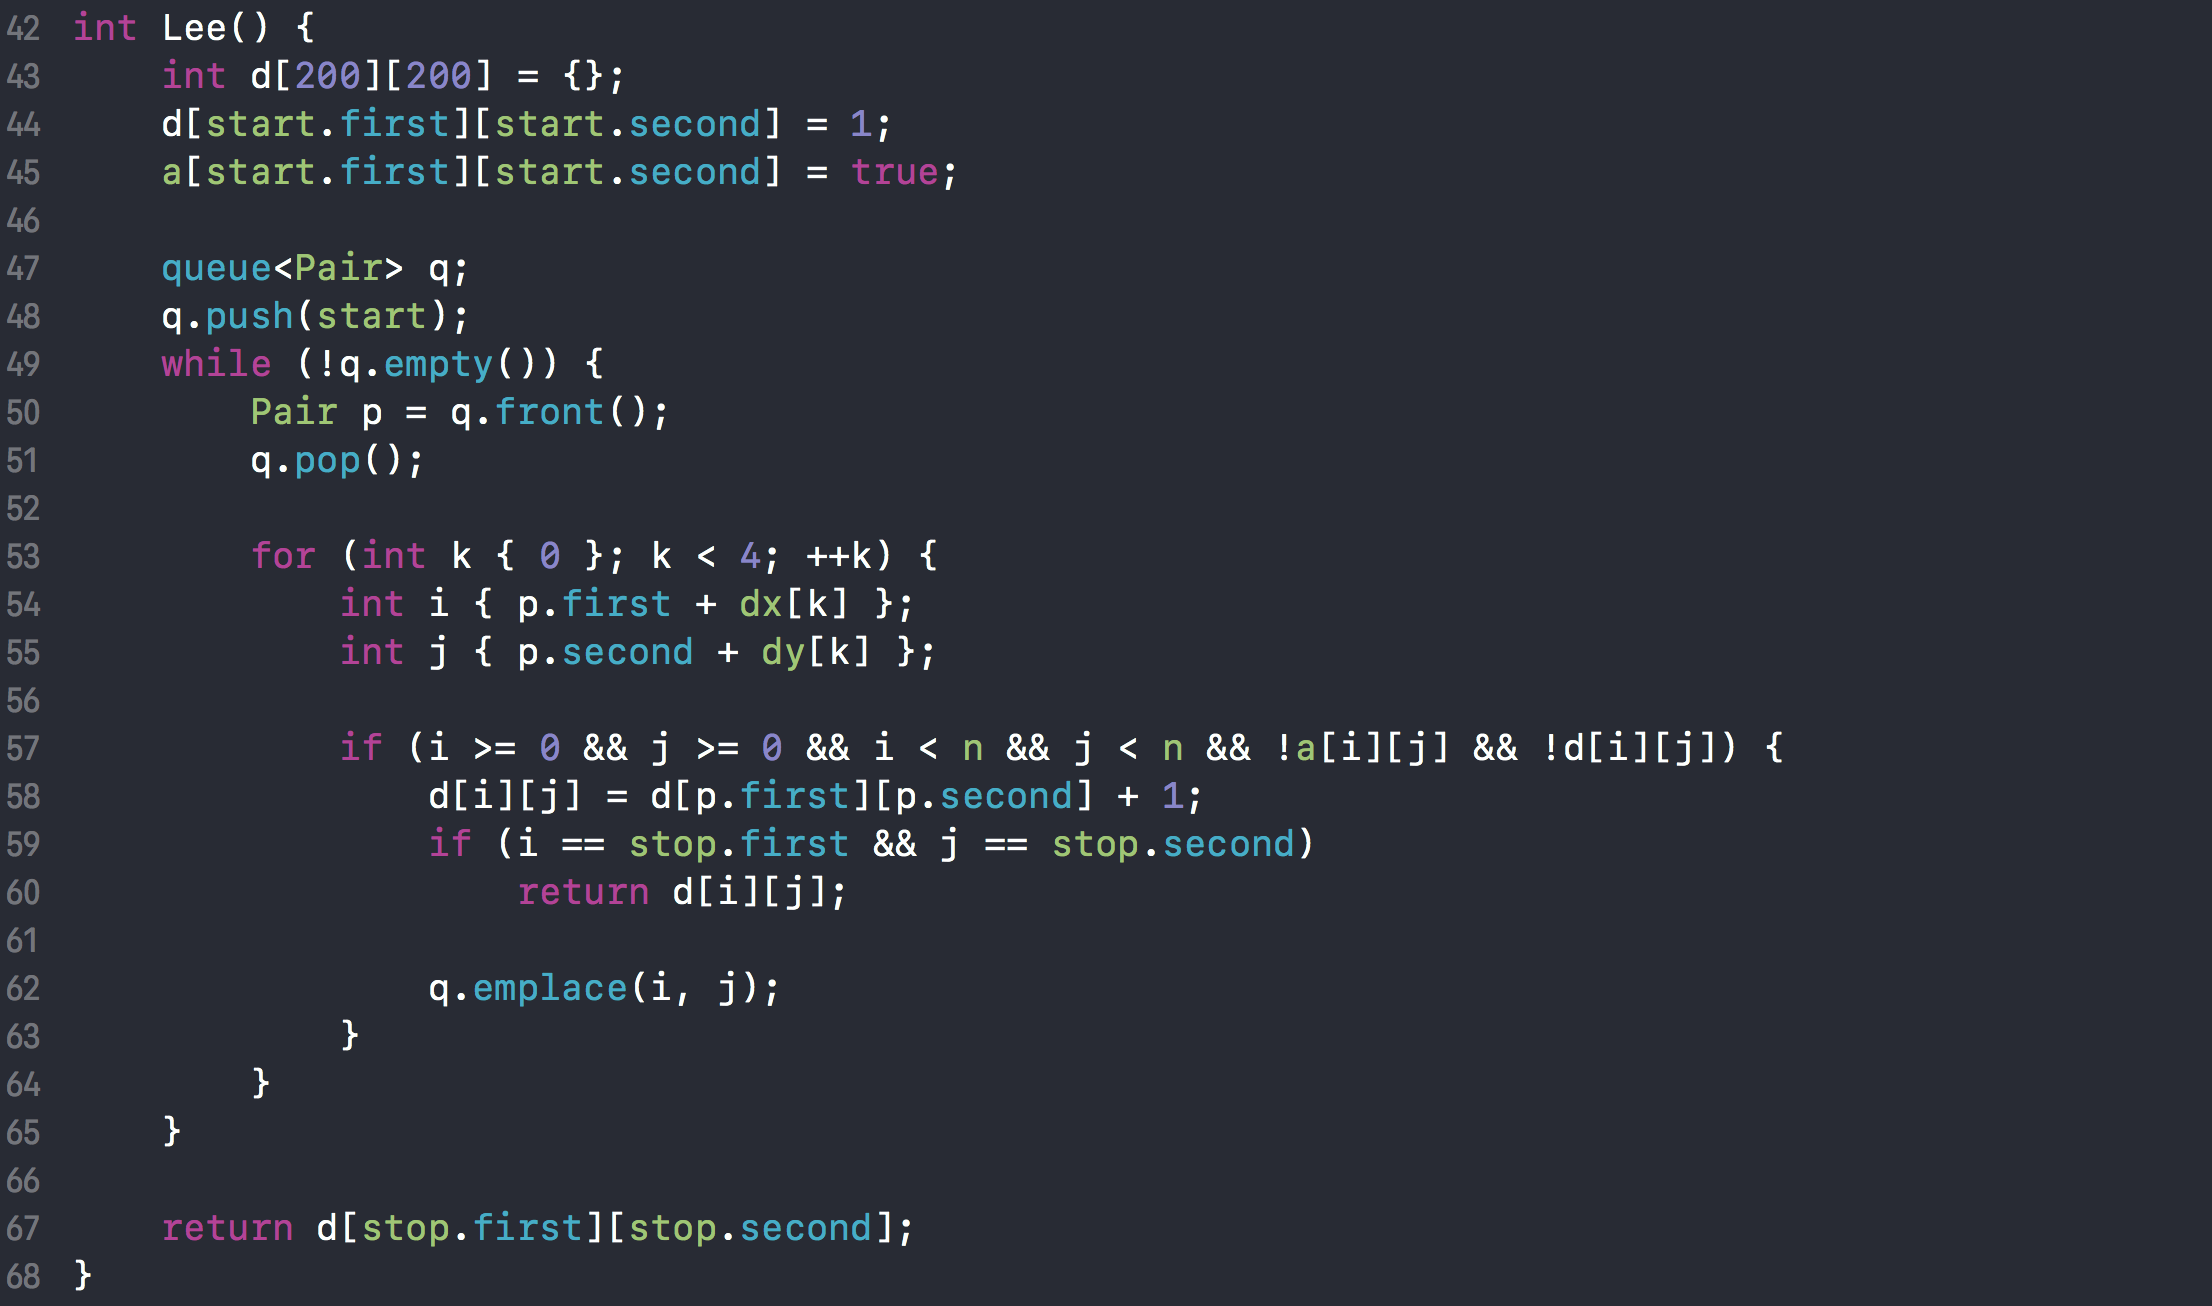 42 int Lee() {
43     int d[200][200] = {};
44     d[start.first][start.second] = 1;
45     a[start.first][start.second] = true;
46
47     queue<Pair> q;
48     q.push(start);
49     while (!q.empty()) {
50         Pair p = q.front();
51         q.pop();
52
53         for (int k { 0 }; k < 4; ++k) {
54             int i { p.first + dx[k] };
55             int j { p.second + dy[k] };
56
57             if (i >= 0 && j >= 0 && i < n && j < n && !a[i][j] && !d[i][j]) {
58                 d[i][j] = d[p.first][p.second] + 1;
59                 if (i == stop.first && j == stop.second)
60                     return d[i][j];
61
62                 q.emplace(i, j);
63             }
64         }
65     }
66
67     return d[stop.first][stop.second];
68 }